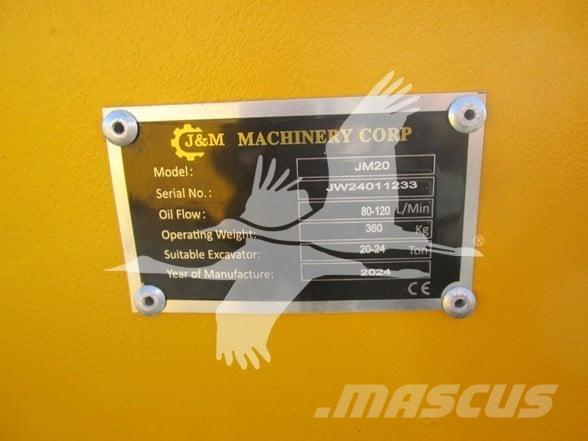 J&M MACHINERY CORP
Model: JM20
Serial No.: JW24011233
Oil Flow: 80-120 L/Min
Operating Weight: 360 Kg
Suitable Excavator: 20-24 Ton
Year of Manufacture: 2024
CE
®
MASCUS